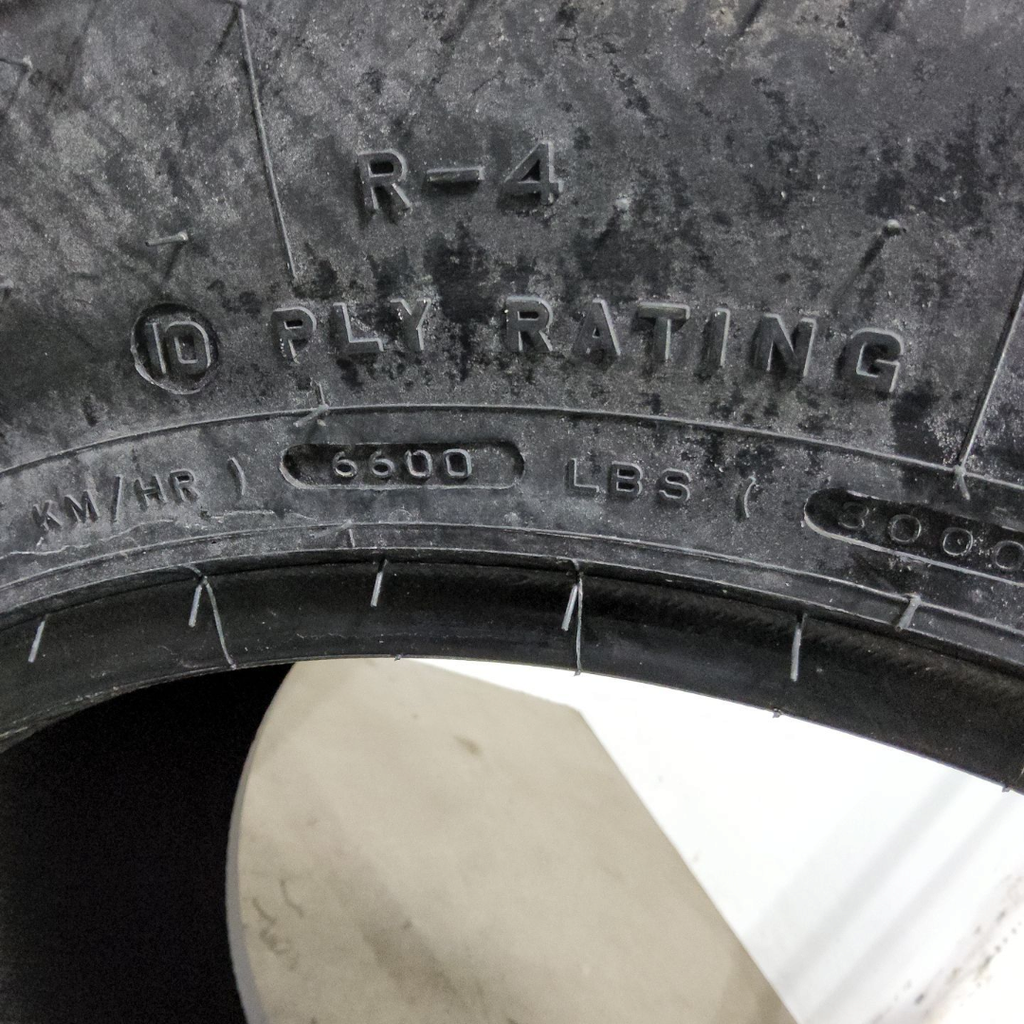 R-4
10 PLY RATING
KM/HR) 6600 LBS ( 3000